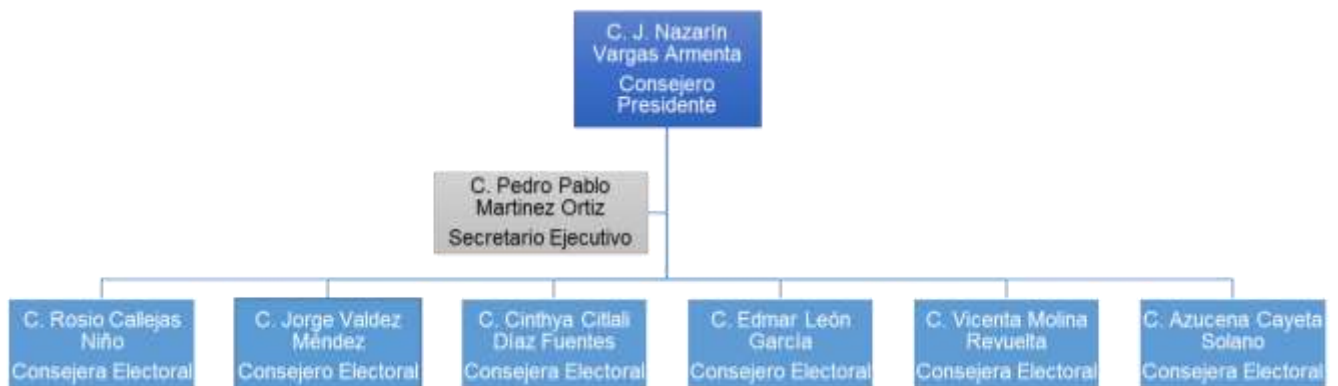 C. J. Nazarín
Vargas Armenta
Consejero
Presidente
C. Pedro Pablo
Martinez Ortiz
Secretario Ejecutivo
C. Rosio Callejas
Niño
Consejera Electoral
C. Jorge Valdez
Méndez
Consejero Electoral
C. Cinthya Citlali
Díaz Fuentes
Consejera Electoral
C. Edmar León
García
Consejero Electoral
C. Vicenta Molina
Revuelta
Consejera Electoral
C. Azucena Cayeta
Solano
Consejera Electoral